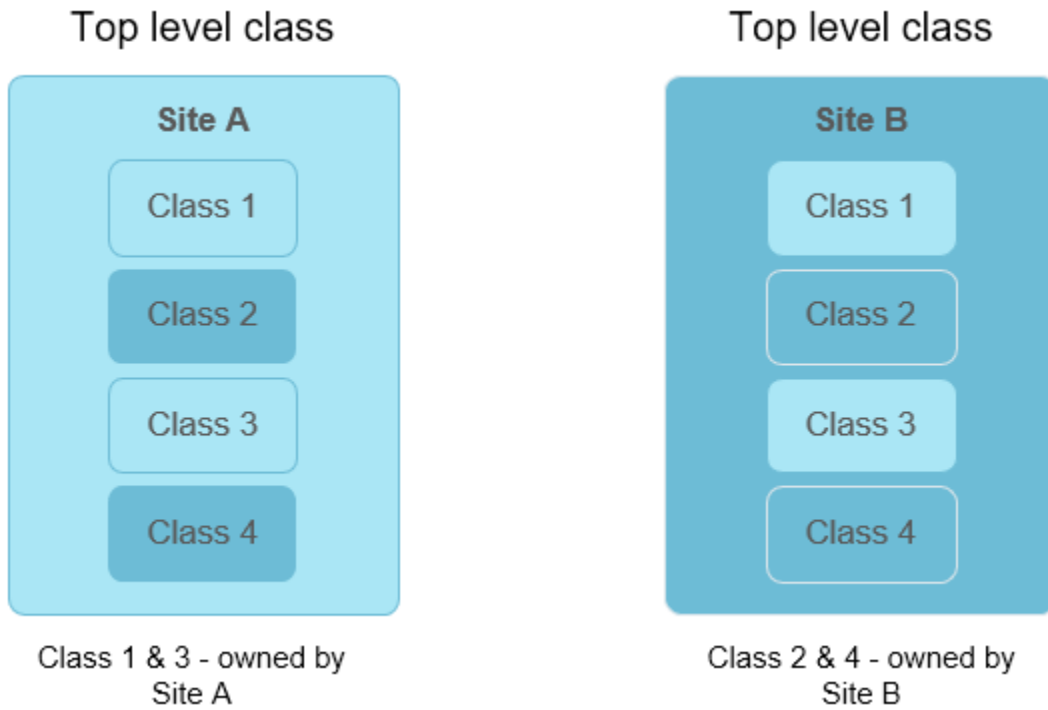 Top level class
Site A
Class 1
Class 2
Class 3
Class 4
Class 1 & 3 - owned by
Site A
Top level class
Site B
Class 1
Class 2
Class 3
Class 4
Class 2 & 4 - owned by
Site B